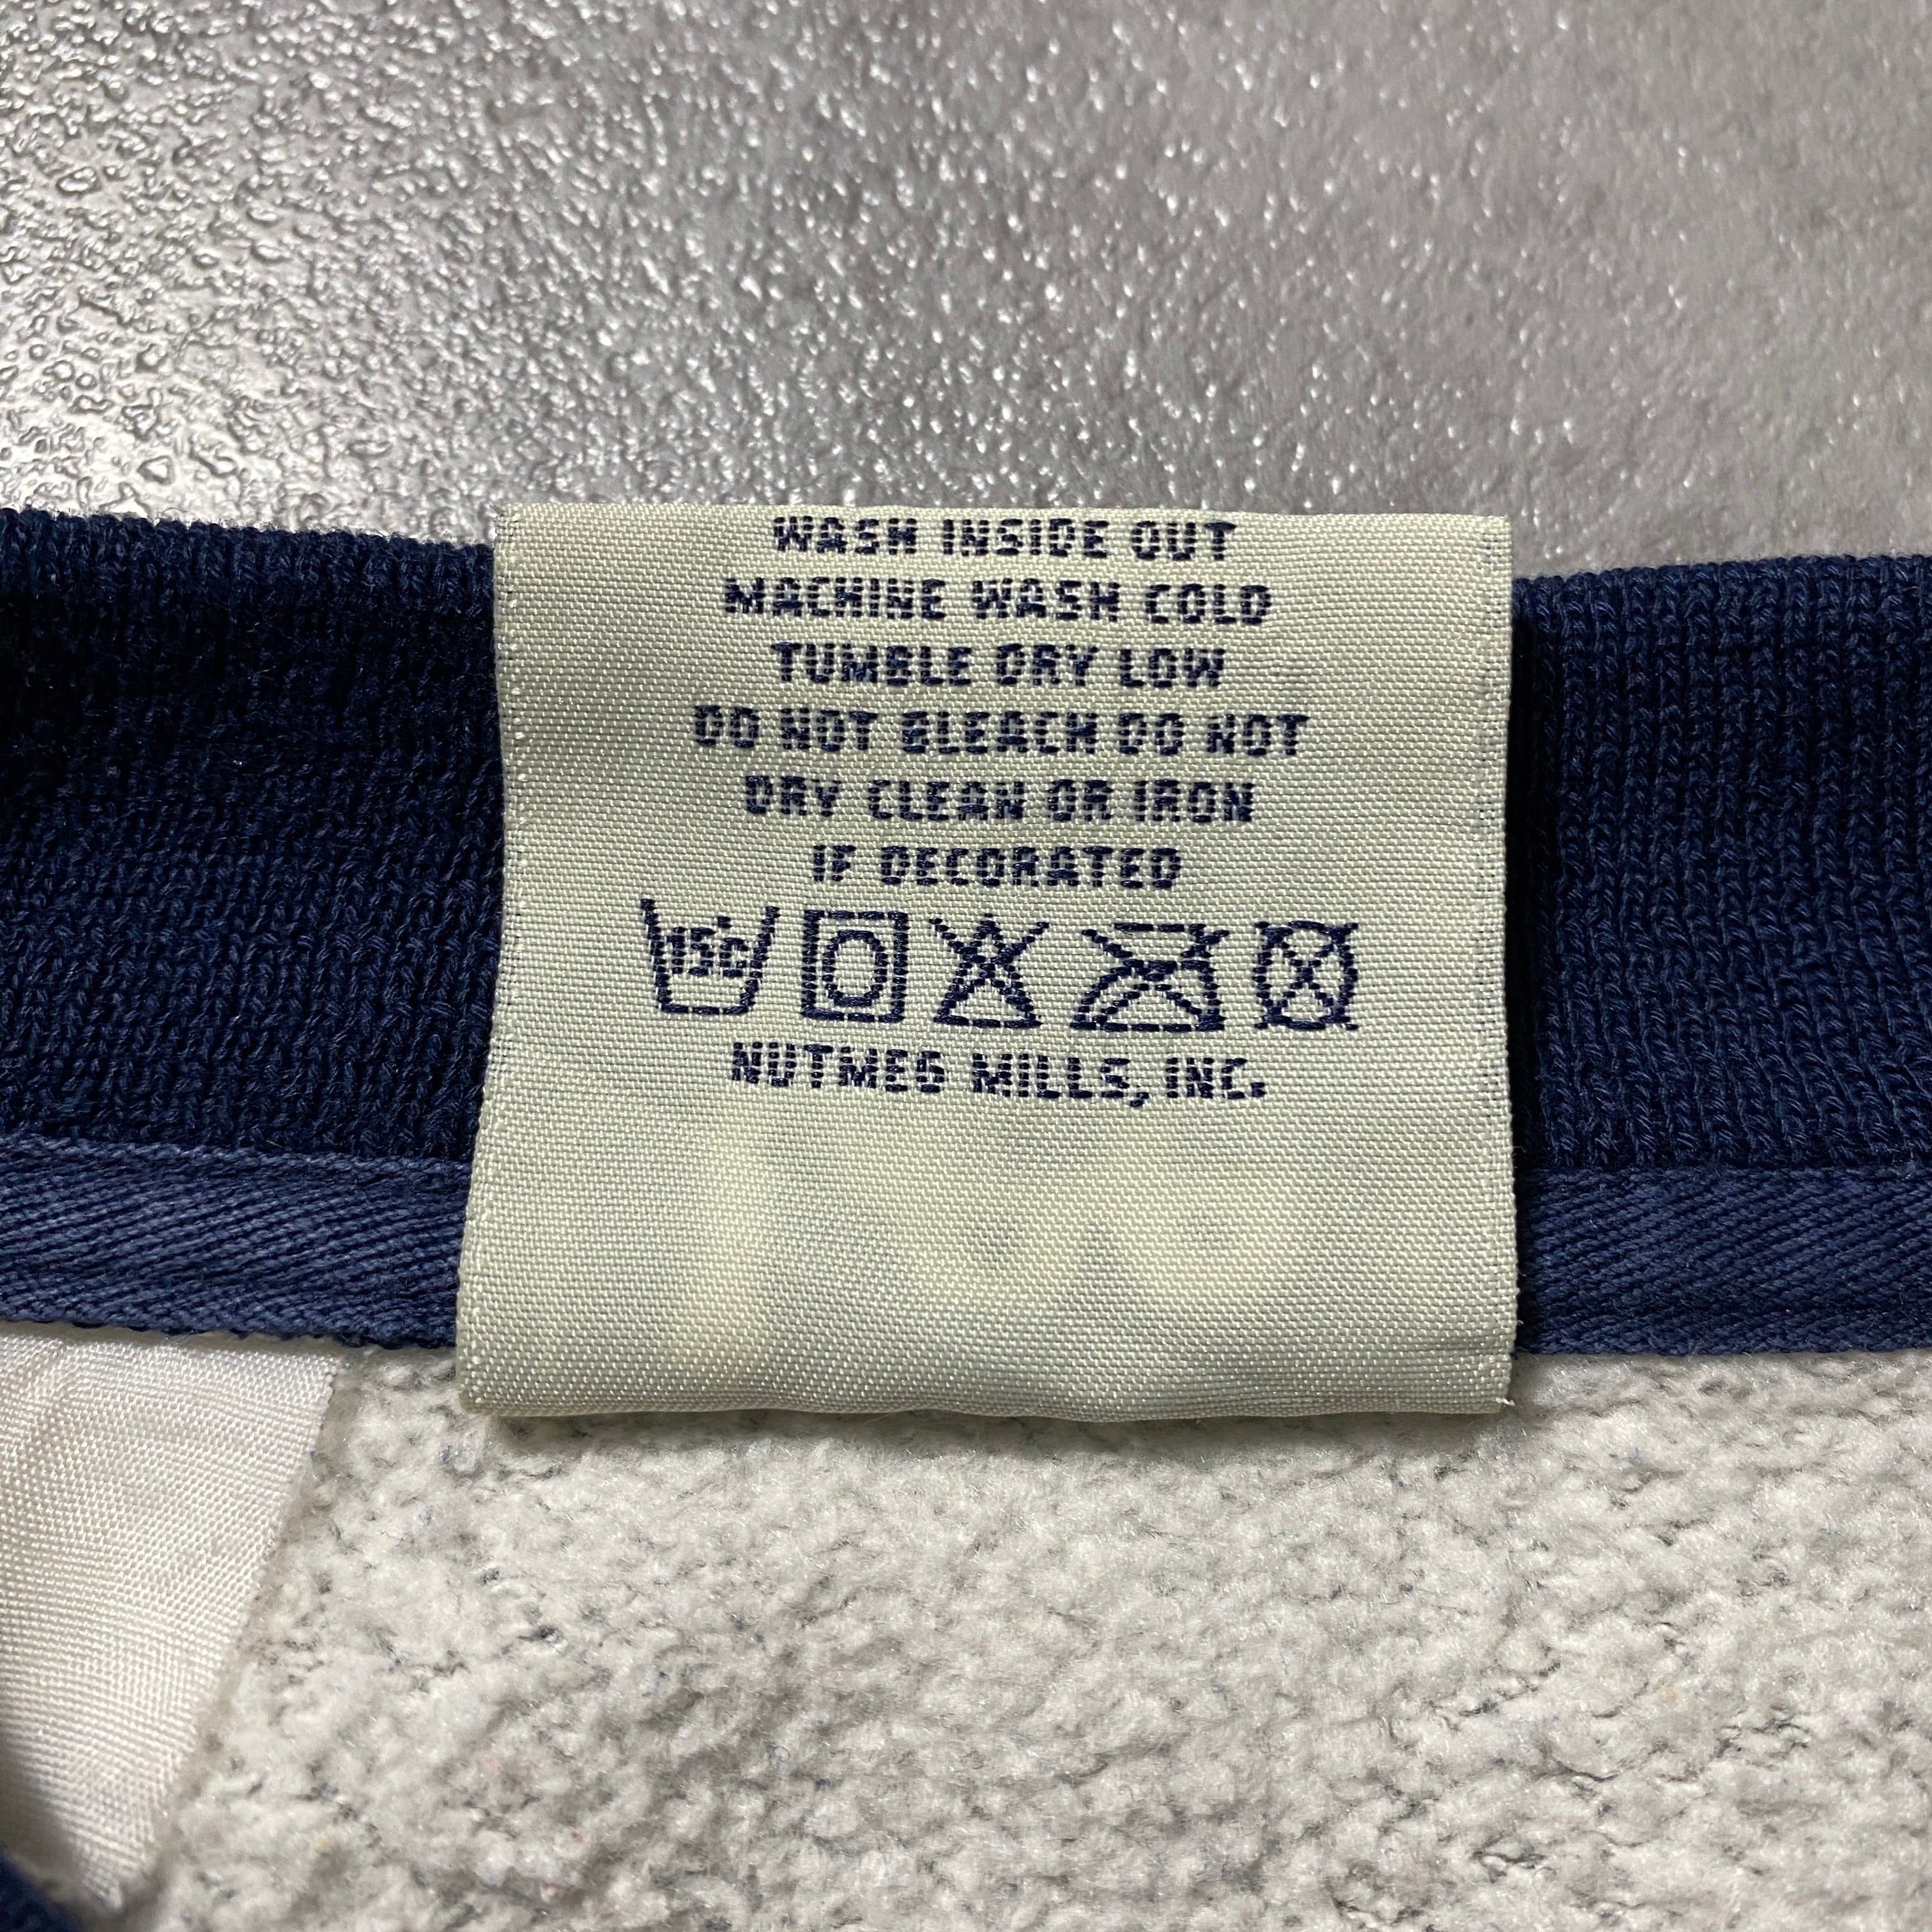 WASH INSIDE OUT
MACHINE WASH COLD
TUMBLE DRY LOW
DO NOT BLEACH DO NOT
DRY CLEAN OR IRON
IF DECORATED
15°C
NUTMEG MILLS, INC.